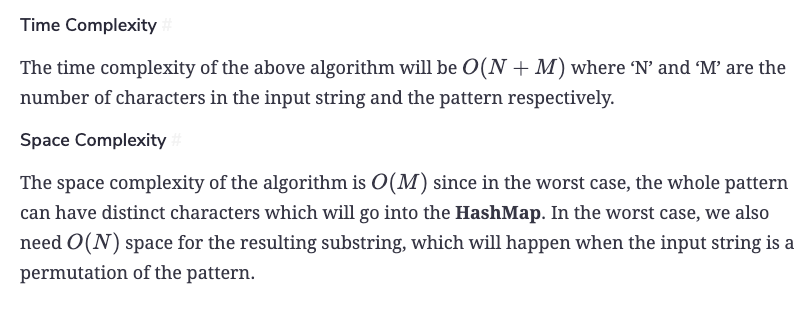 Time Complexity #
The time complexity of the above algorithm will be O(N + M) where ‘N’ and ‘M’ are the
number of characters in the input string and the pattern respectively.
Space Complexity #
The space complexity of the algorithm is O(M) since in the worst case, the whole pattern
can have distinct characters which will go into the HashMap. In the worst case, we also
need O(N) space for the resulting substring, which will happen when the input string is a
permutation of the pattern.